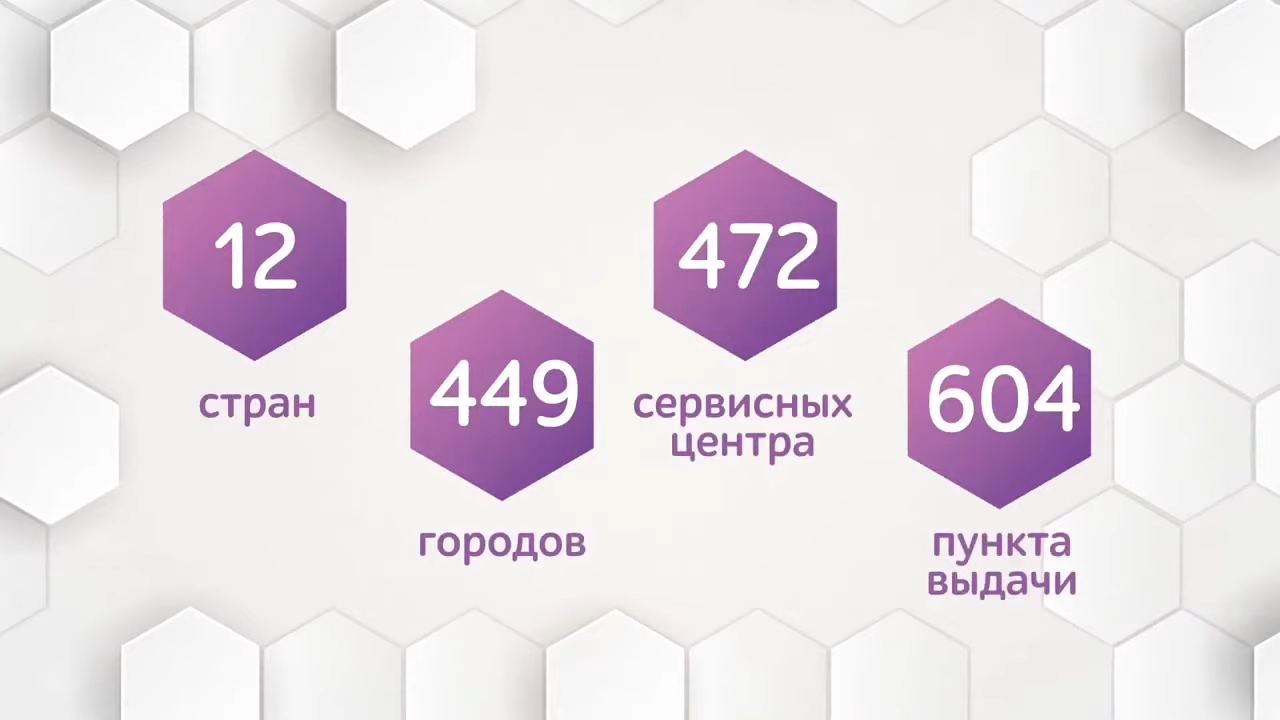 12
стран
449
городов
472
сервисных
центра
604
пункта
выдачи